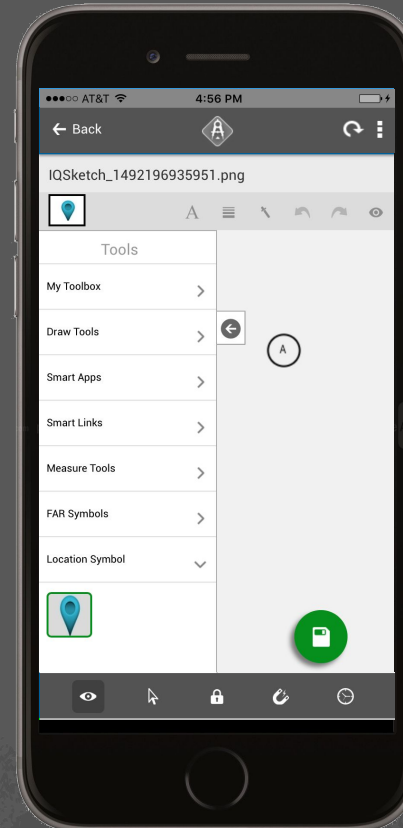 AT&T 4:56 PM
Back
IQSketch_1492196935951.png
A
Tools
My Toolbox
Draw Tools
A
Smart Apps
Smart Links
Measure Tools
FAR Symbols
Location Symbol